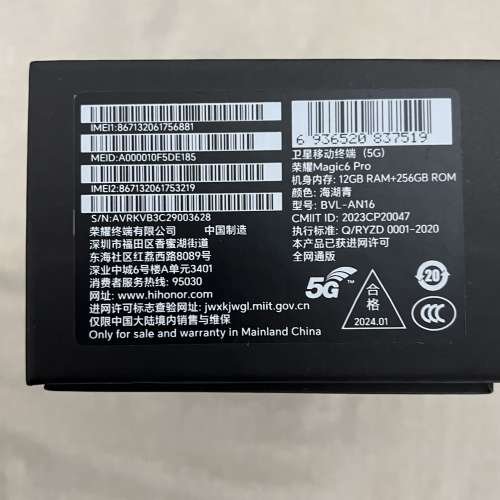 IMEI1:867132061756881
MEID:A000010F5DE185
IMEI2:867132061753219
S/N:AVRKVB3C29003628
荣耀终端有限公司 中国制造
深圳市福田区香蜜湖街道
东海社区红荔西路8089号
深业中城6号楼A单元3401
消费者服务热线: 95030
网址: www.hihonor.com
进网许可标志查验网址: jwxkjwgl.miit.gov.cn
仅限中国大陆境内销售与维保
Only for sale and warranty in Mainland China
6 936520 837519
卫星移动终端 (5G)
荣耀Magic6 Pro
机身内存: 12GB RAM+256GB ROM
颜色: 海湖青
型号: BVL-AN16
CMIIT ID: 2023CP20047
执行标准: Q/RYZD 0001-2020
本产品已获进网许可
全网通版
5G™
合格
2024.01
20
CCC